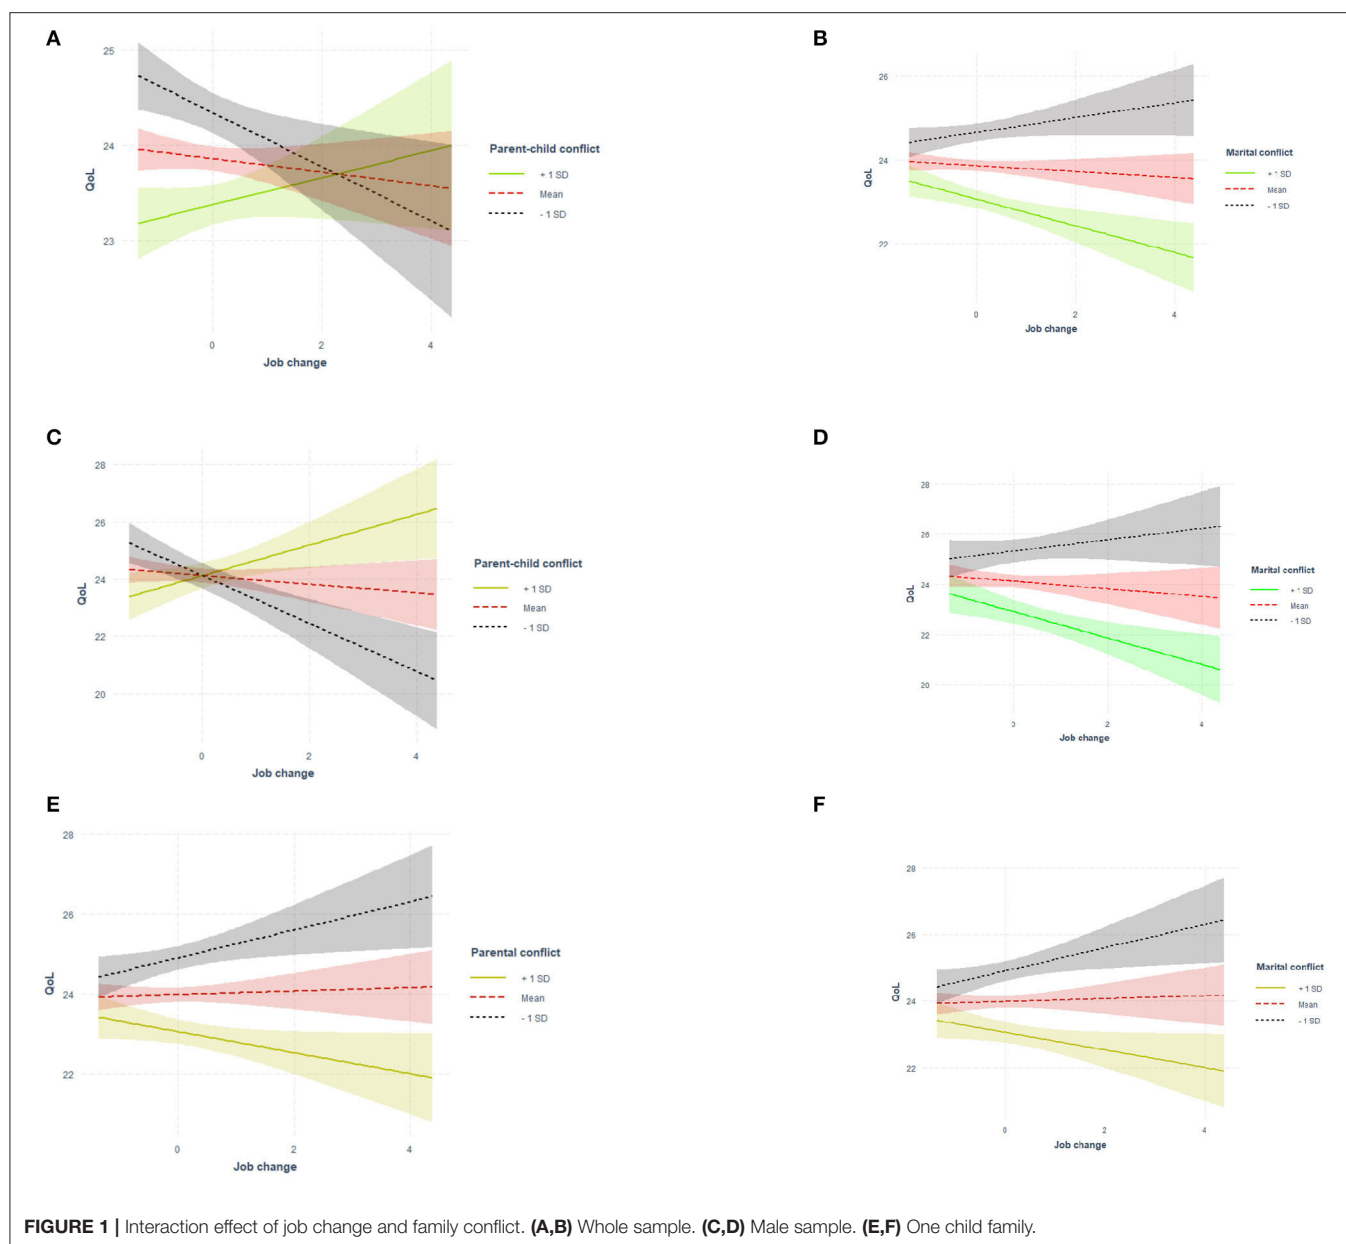 A
25
24
23
QoL
0 2 4
Job change
Parent-child conflict
+ 1 SD
Mean
- 1 SD
B
26
24
22
QoL
0 2 4
Job change
Marital conflict
+ 1 SD
Mean
- 1 SD
C
28
26
24
22
20
QoL
0 2 4
Job change
Parent-child conflict
+ 1 SD
Mean
- 1 SD
D
28
26
24
22
20
QoL
0 2 4
Job change
Marital conflict
+ 1 SD
Mean
- 1 SD
E
28
26
24
22
QoL
0 2 4
Job change
Parental conflict
+ 1 SD
Mean
- 1 SD
F
28
26
24
22
QoL
0 2 4
Job change
Marital conflict
+ 1 SD
Mean
- 1 SD
FIGURE 1 | Interaction effect of job change and family conflict. (A,B) Whole sample. (C,D) Male sample. (E,F) One child family.